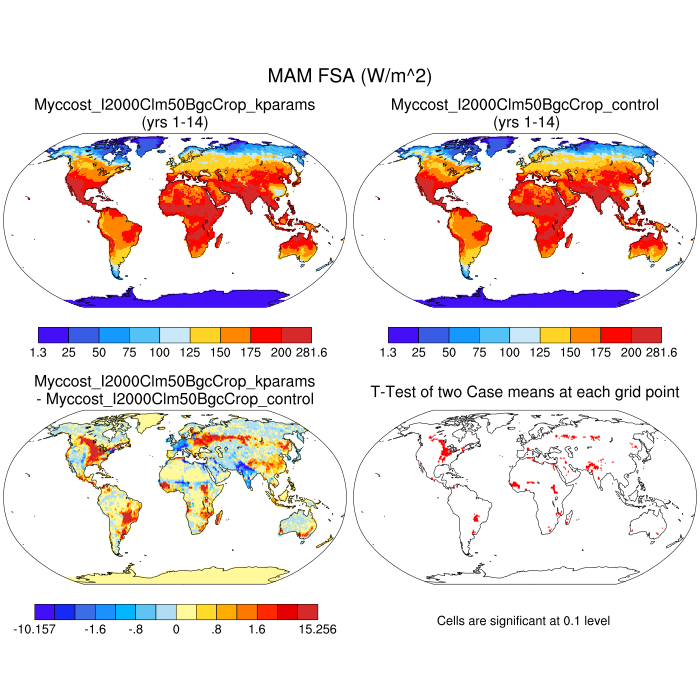 MAM FSA (W/m^2)
Myccost_I2000Clm50BgcCrop_kparams
(yrs 1-14)
Myccost_I2000Clm50BgcCrop_control
(yrs 1-14)
1.3 25 50 75 100 125 150 175 200 281.6
1.3 25 50 75 100 125 150 175 200 281.6
Myccost_I2000Clm50BgcCrop_kparams
- Myccost_I2000Clm50BgcCrop_control
T-Test of two Case means at each grid point
-10.157 -1.6 -.8 0 .8 1.6 15.256
Cells are significant at 0.1 level